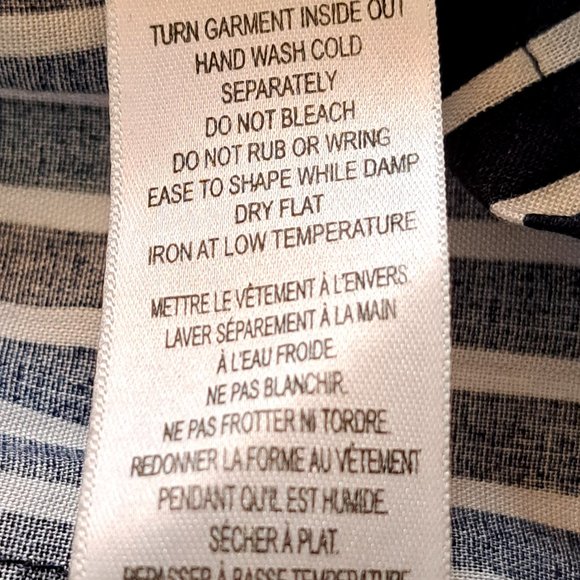 TURN GARMENT INSIDE OUT
HAND WASH COLD
SEPARATELY
DO NOT BLEACH
DO NOT RUB OR WRING
EASE TO SHAPE WHILE DAMP
DRY FLAT
IRON AT LOW TEMPERATURE
METTRE LE VÊTEMENT À L'ENVERS.
LAVER SÉPAREMENT À LA MAIN
À L'EAU FROIDE.
NE PAS BLANCHIR.
NE PAS FROTTER NI TORDRE.
REDONNER LA FORME AU VÊTEMENT
PENDANT QU'IL EST HUMIDE.
SÉCHER À PLAT.
REPASSER À BASSE TEMPERATURE